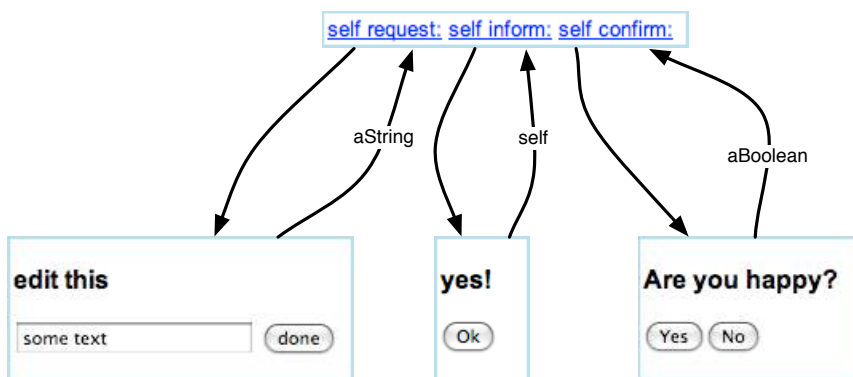 self request: self inform: self confirm:
aString
self
aBoolean
edit this
some text
done
yes!
Ok
Are you happy?
Yes
No